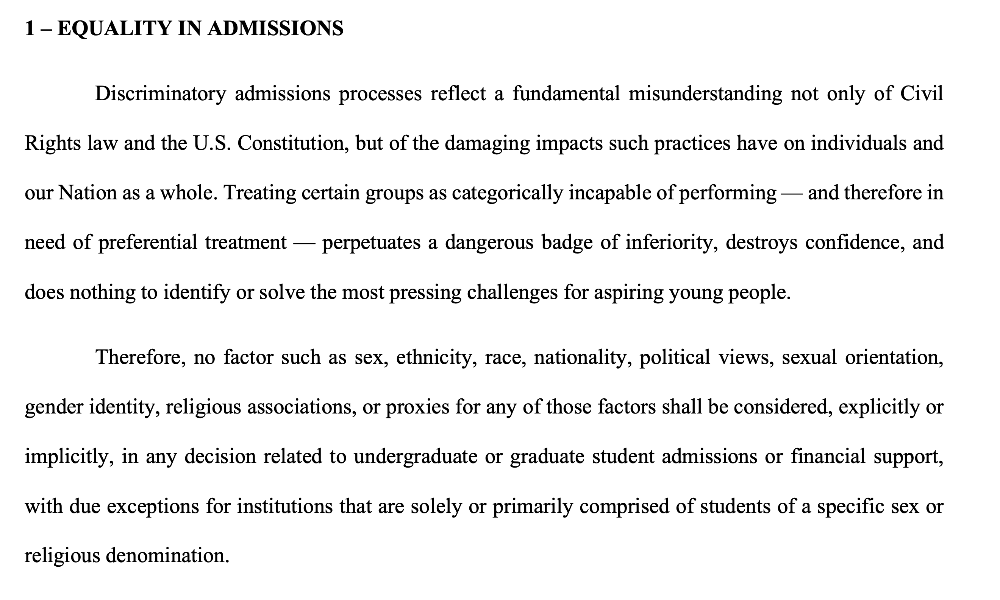 1 – EQUALITY IN ADMISSIONS
Discriminatory admissions processes reflect a fundamental misunderstanding not only of Civil
Rights law and the U.S. Constitution, but of the damaging impacts such practices have on individuals and
our Nation as a whole. Treating certain groups as categorically incapable of performing — and therefore in
need of preferential treatment — perpetuates a dangerous badge of inferiority, destroys confidence, and
does nothing to identify or solve the most pressing challenges for aspiring young people.
Therefore, no factor such as sex, ethnicity, race, nationality, political views, sexual orientation,
gender identity, religious associations, or proxies for any of those factors shall be considered, explicitly or
implicitly, in any decision related to undergraduate or graduate student admissions or financial support,
with due exceptions for institutions that are solely or primarily comprised of students of a specific sex or
religious denomination.